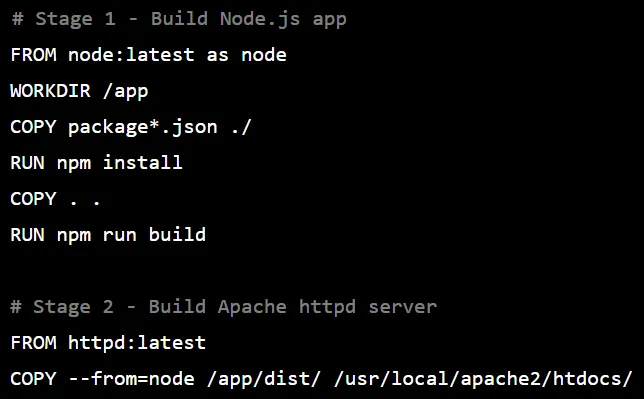 # Stage 1 - Build Node.js app
FROM node:latest as node
WORKDIR /app
COPY package*.json ./
RUN npm install
COPY . .
RUN npm run build
# Stage 2 - Build Apache httpd server
FROM httpd:latest
COPY --from=node /app/dist/ /usr/local/apache2/htdocs/